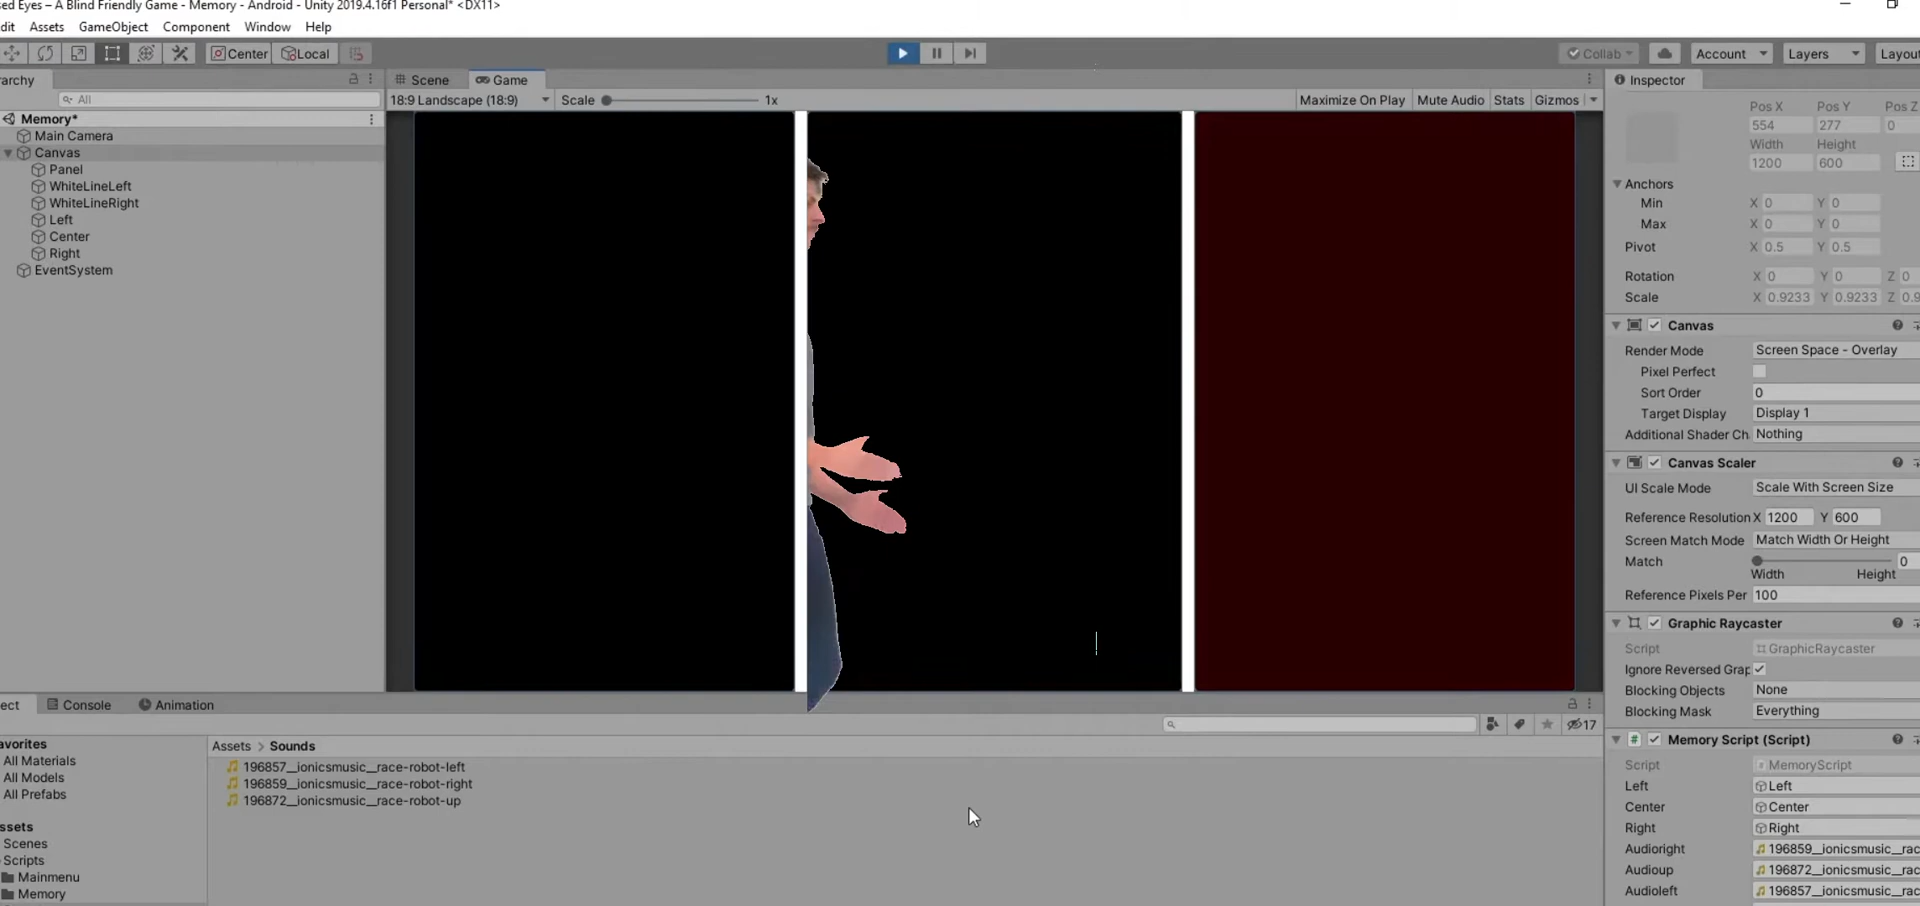 sed Eyes – A Blind Friendly Game - Memory - Android - Unity 2019.4.16f1 Personal* <DX11>
dit Assets GameObject Component Window Help
Center Local Collab Account Layers Layou
rarchy Scene Game Inspector
All 18:9 Landscape (18:9) Scale 1x Maximize On Play Mute Audio Stats Gizmos
Memory*
Main Camera
Canvas
Panel
WhiteLineLeft
WhiteLineRight
Left
Center
Right
EventSystem
Pos X Pos Y Pos Z
554 277 0
Width Height
1200 600
Anchors
Min X 0 Y 0
Max X 0 Y 0
Pivot X 0.5 Y 0.5
Rotation X 0 Y 0 Z 0
Scale X 0.9233 Y 0.9233 Z 0.9
Canvas
Render Mode Screen Space - Overlay
Pixel Perfect
Sort Order 0
Target Display Display 1
Additional Shader Ch Nothing
Canvas Scaler
UI Scale Mode Scale With Screen Size
Reference Resolution X 1200 Y 600
Screen Match Mode Match Width Or Height
Match 0
Width Height
Reference Pixels Per 100
Graphic Raycaster
Script GraphicRaycaster
Ignore Reversed Grap
Blocking Objects None
Blocking Mask Everything
Memory Script (Script)
Script MemoryScript
Left Left
Center Center
Right Right
Audioright 196859__ionicsmusic__rac
Audioup 196872__ionicsmusic__rac
Audioleft 196857__ionicsmusic__rac
ect Console Animation
17
avorites
All Materials
All Models
All Prefabs
ssets
Scenes
Scripts
Mainmenu
Memory
Assets > Sounds
196857__ionicsmusic__race-robot-left
196859__ionicsmusic__race-robot-right
196872__ionicsmusic__race-robot-up